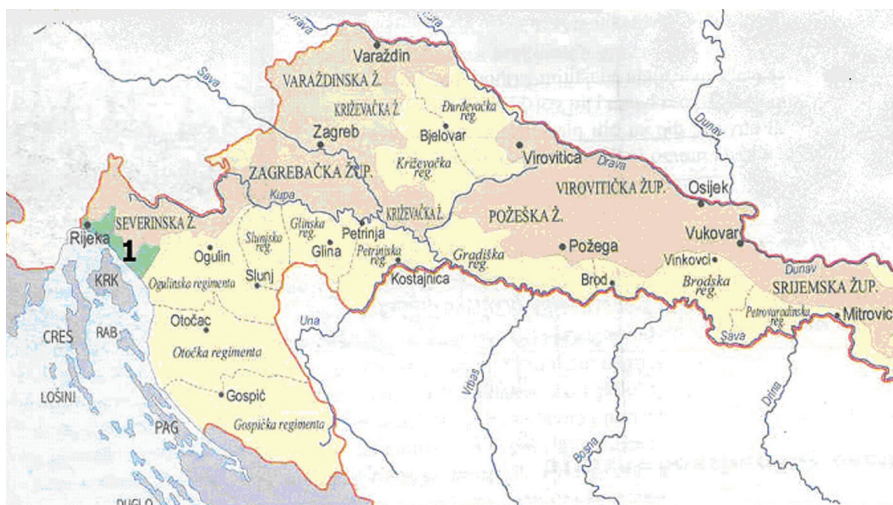 Drava
Varaždin
Sava
VARAŽDINSKA Ž.
KRIŽEVAČKA Ž.
Đurđevačka
reg.
Bjelovar
Dunav
Zagreb
Virovitica
Drava
Križevačka
reg.
ZAGREBAČKA ŽUP.
VIROVITIČKA ŽUP.
Osijek
Kupa
KRIŽEVAČKA Ž.
POŽEŠKA Ž.
SEVERINSKA Ž.
Rijeka
1
Glinska
reg.
Petrinja
Slunjska
reg.
Glina
Petrinjska
reg.
Gradiška
reg.
Požega
Vukovar
Ogulin
Vinkovci
Dunav
KRK
Ogulinska regimenta
Slunj
Kostajnica
Brod
Brodska
reg.
SRIJEMSKA ŽUP.
Petrovaradinska
reg.
Mitrovic
CRES
RAB
Otočac
Una
Sava
Otočka regimenta
Vrbas
Drina
LOŠINJ
Gospić
PAG
Gospićka regimenta
Bosna